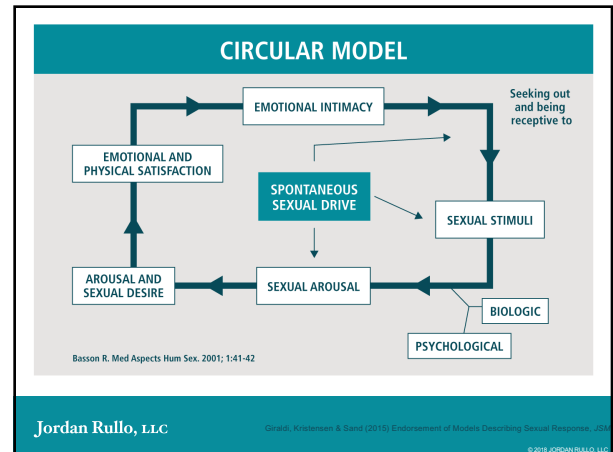 CIRCULAR MODEL
EMOTIONAL INTIMACY
Seeking out
and being
receptive to
EMOTIONAL AND
PHYSICAL SATISFACTION
SPONTANEOUS
SEXUAL DRIVE
SEXUAL STIMULI
AROUSAL AND
SEXUAL DESIRE
SEXUAL AROUSAL
BIOLOGIC
PSYCHOLOGICAL
Basson R. Med Aspects Hum Sex. 2001; 1:41-42
Jordan Rullo, LLC
Giraldi, Kristensen & Sand (2015) Endorsement of Models Describing Sexual Response, JSM
© 2018 JORDAN RULLO, LLC